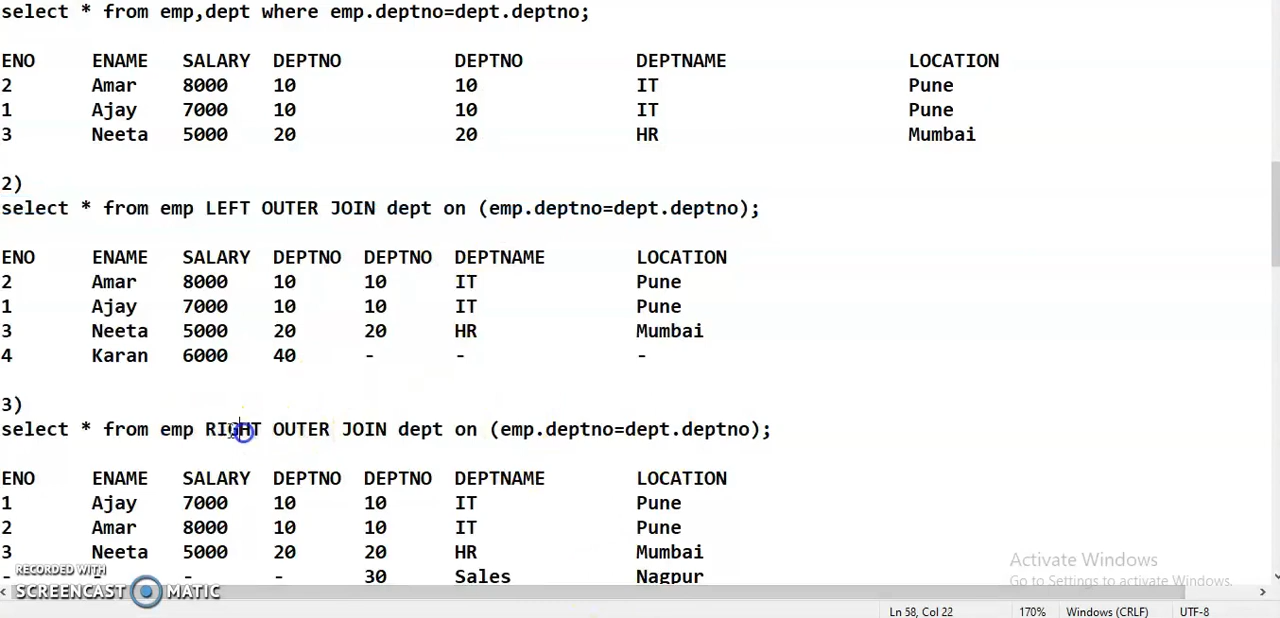 select * from emp,dept where emp.deptno=dept.deptno;
ENO ENAME SALARY DEPTNO DEPTNO DEPTNAME LOCATION
2 Amar 8000 10 10 IT Pune
1 Ajay 7000 10 10 IT Pune
3 Neeta 5000 20 20 HR Mumbai
2)
select * from emp LEFT OUTER JOIN dept on (emp.deptno=dept.deptno);
ENO ENAME SALARY DEPTNO DEPTNO DEPTNAME LOCATION
2 Amar 8000 10 10 IT Pune
1 Ajay 7000 10 10 IT Pune
3 Neeta 5000 20 20 HR Mumbai
4 Karan 6000 40 - - -
3)
select * from emp RIGHT OUTER JOIN dept on (emp.deptno=dept.deptno);
ENO ENAME SALARY DEPTNO DEPTNO DEPTNAME LOCATION
1 Ajay 7000 10 10 IT Pune
2 Amar 8000 10 10 IT Pune
3 Neeta 5000 20 20 HR Mumbai
- - - - 30 Sales Nagpur
Activate Windows
Go to Settings to activate Windows.
RECORDED WITH
SCREENCAST MATIC
Ln 58, Col 22 170% Windows (CRLF) UTF-8